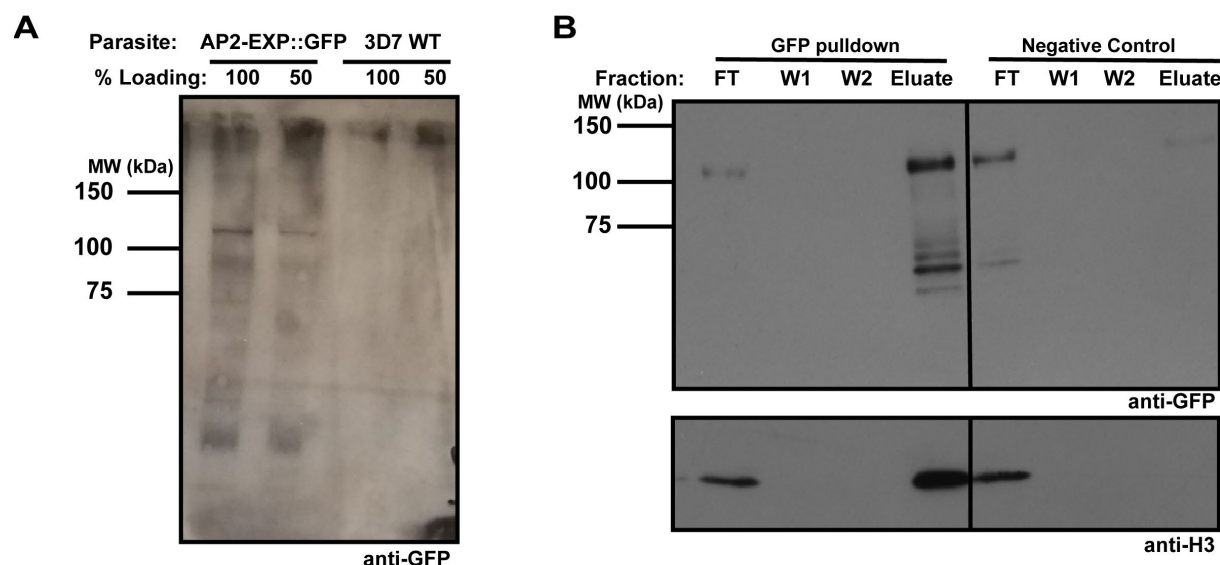 A
Parasite: AP2-EXP::GFP 3D7 WT
% Loading: 100 50 100 50
MW (kDa)
150
100
75
anti-GFP
B
GFP pulldown Negative Control
Fraction: FT W1 W2 Eluate FT W1 W2 Eluate
MW (kDa)
150
100
75
anti-GFP
anti-H3